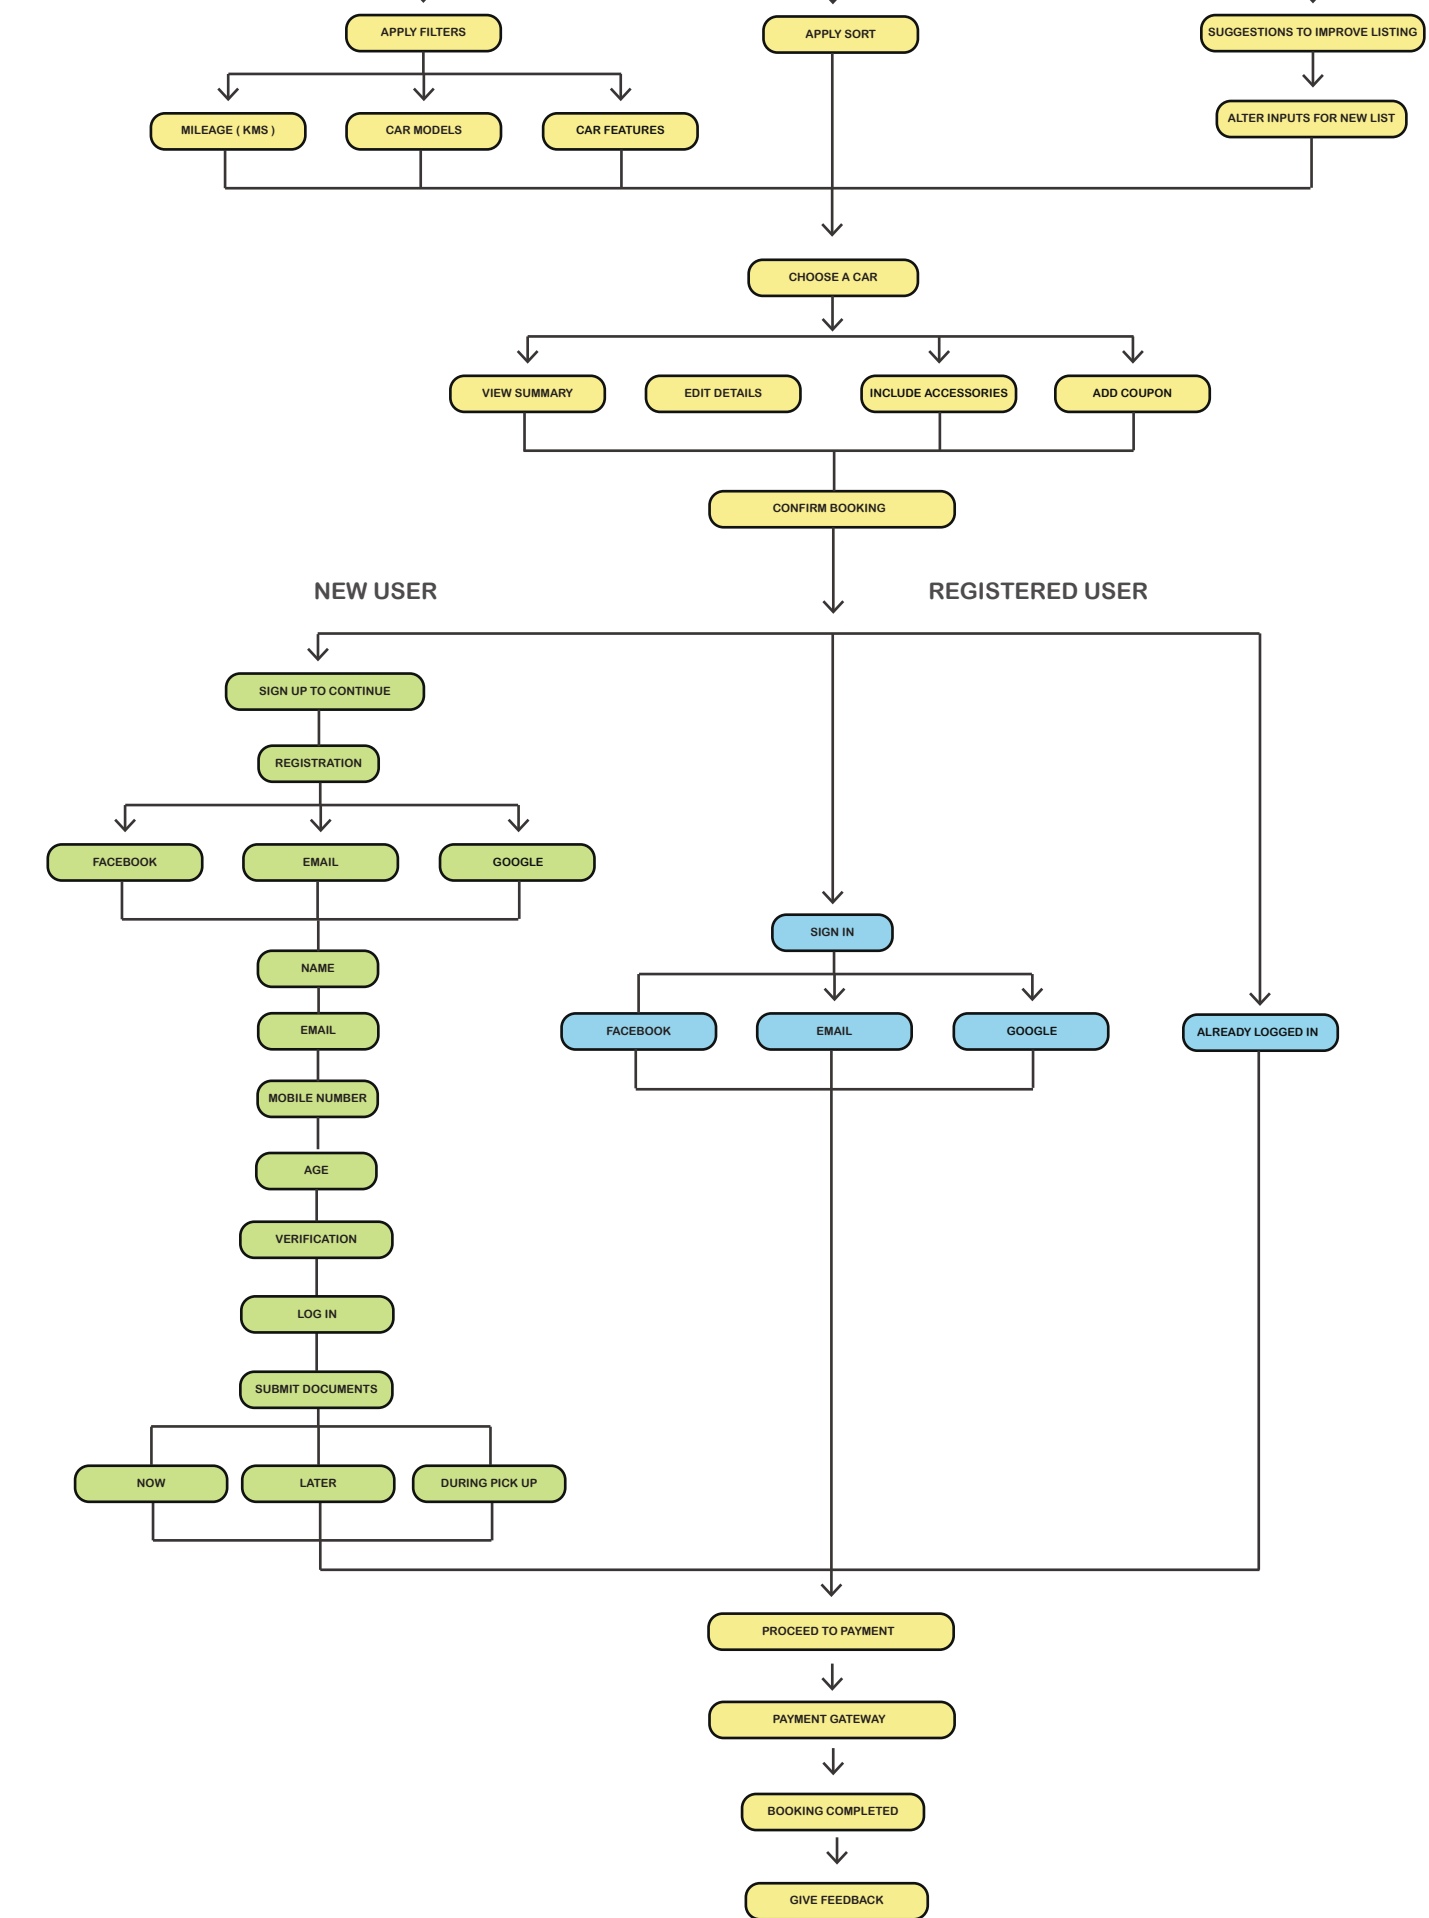 APPLY FILTERS
APPLY SORT
SUGGESTIONS TO IMPROVE LISTING
MILEAGE ( KMS )
CAR MODELS
CAR FEATURES
ALTER INPUTS FOR NEW LIST
CHOOSE A CAR
VIEW SUMMARY
EDIT DETAILS
INCLUDE ACCESSORIES
ADD COUPON
CONFIRM BOOKING
NEW USER
REGISTERED USER
SIGN UP TO CONTINUE
REGISTRATION
FACEBOOK
EMAIL
GOOGLE
SIGN IN
NAME
EMAIL
FACEBOOK
EMAIL
GOOGLE
ALREADY LOGGED IN
MOBILE NUMBER
AGE
VERIFICATION
LOG IN
SUBMIT DOCUMENTS
NOW
LATER
DURING PICK UP
PROCEED TO PAYMENT
PAYMENT GATEWAY
BOOKING COMPLETED
GIVE FEEDBACK